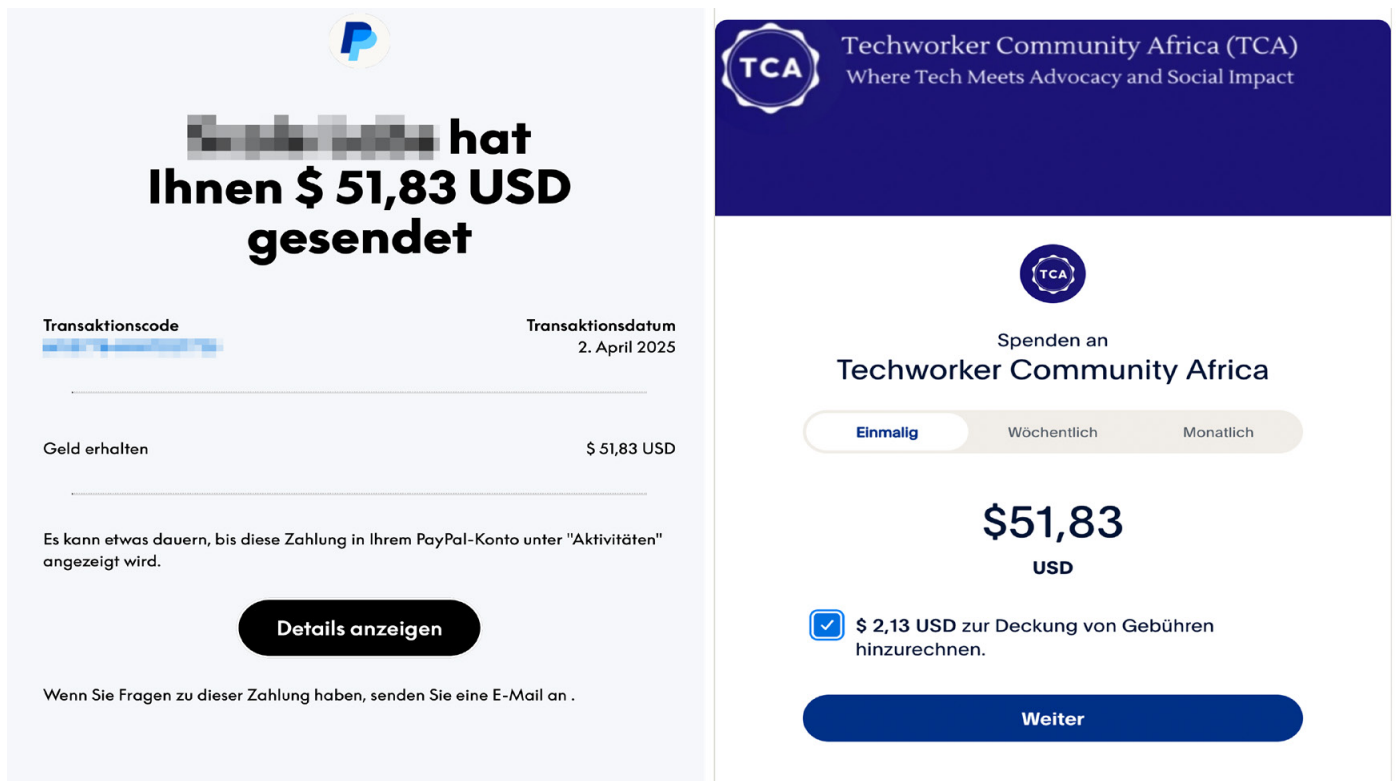 hat
Ihnen $ 51,83 USD
gesendet
Transaktionscode
Transaktionsdatum
2. April 2025
Geld erhalten
$ 51,83 USD
Es kann etwas dauern, bis diese Zahlung in Ihrem PayPal-Konto unter "Aktivitäten"
angezeigt wird.
Details anzeigen
Wenn Sie Fragen zu dieser Zahlung haben, senden Sie eine E-Mail an .
TCA
Techworker Community Africa (TCA)
Where Tech Meets Advocacy and Social Impact
TCA
Spenden an
Techworker Community Africa
Einmalig
Wöchentlich
Monatlich
$51,83
USD
$ 2,13 USD zur Deckung von Gebühren
hinzurechnen.
Weiter